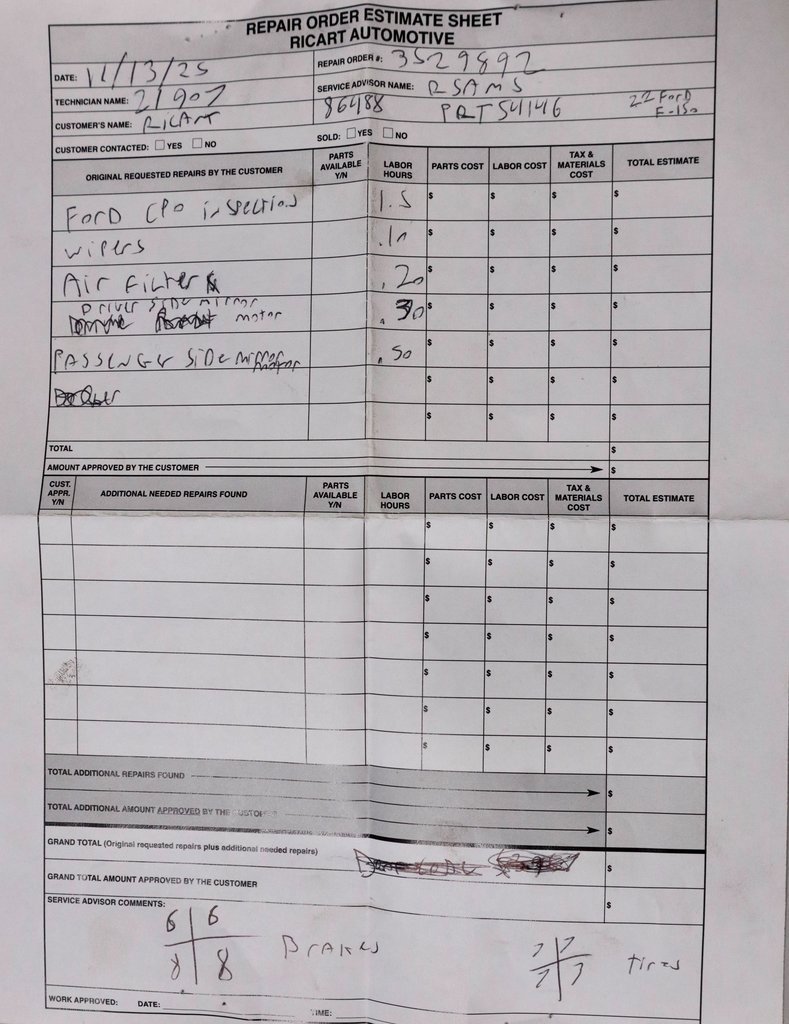 REPAIR ORDER ESTIMATE SHEET
RICART AUTOMOTIVE
DATE: 11/13/25
REPAIR ORDER #: 3529892
TECHNICIAN NAME: 21907
SERVICE ADVISOR NAME: RSAMS
CUSTOMER'S NAME: RICART
86488 PRT54146 22 Ford F-150
CUSTOMER CONTACTED: ☐ YES ☐ NO
SOLD: ☐ YES ☐ NO
ORIGINAL REQUESTED REPAIRS BY THE CUSTOMER PARTS AVAILABLE Y/N LABOR HOURS PARTS COST LABOR COST TAX & MATERIALS COST TOTAL ESTIMATE
FORD CPO inspection 1.5 $ $ $ $
wipers .10 $ $ $ $
Air Filter .20 $ $ $ $
Driver side mirror motor .30 $ $ $ $
PASSENGER Side mirror motor .50 $ $ $ $
$ $ $ $
$ $ $ $
TOTAL $
AMOUNT APPROVED BY THE CUSTOMER $
CUST. APPR. Y/N ADDITIONAL NEEDED REPAIRS FOUND PARTS AVAILABLE Y/N LABOR HOURS PARTS COST LABOR COST TAX & MATERIALS COST TOTAL ESTIMATE
$ $ $ $
$ $ $ $
$ $ $ $
$ $ $ $
$ $ $ $
$ $ $ $
$ $ $ $
TOTAL ADDITIONAL REPAIRS FOUND $
TOTAL ADDITIONAL AMOUNT APPROVED BY THE CUSTOMER $
GRAND TOTAL (Original requested repairs plus additional needed repairs) $
GRAND TOTAL AMOUNT APPROVED BY THE CUSTOMER $
SERVICE ADVISOR COMMENTS:
6 6
8 8 Brakes
7 7
7 7 tires
WORK APPROVED: DATE: TIME: